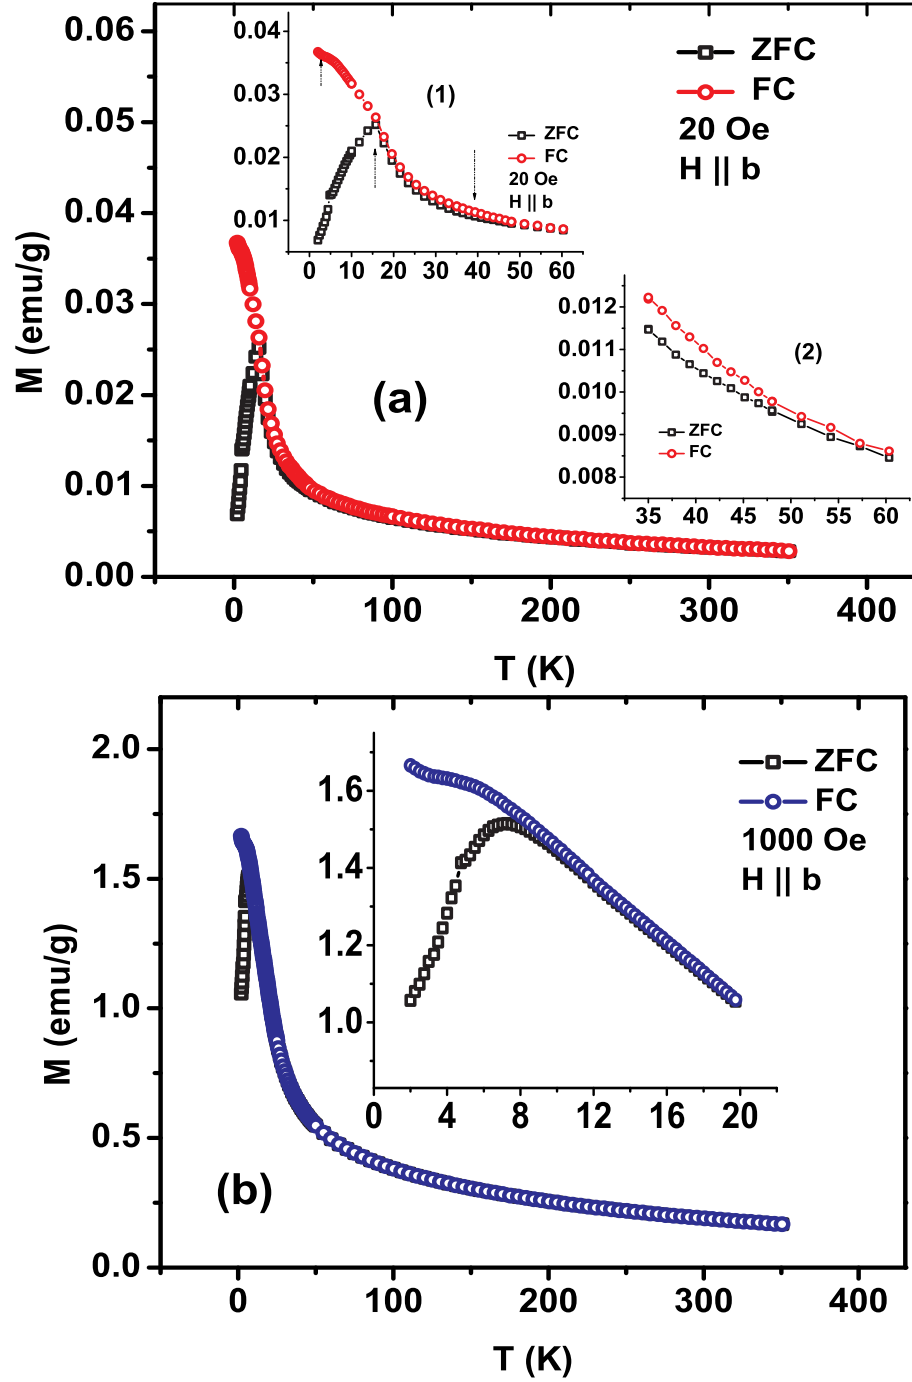 0.06
0.05
0.04
0.03
0.02
0.01
0.00
M (emu/g)
0 100 200 300 400
T (K)
ZFC
FC
20 Oe
H || b
(a)
0.04
0.03
0.02
0.01
0 10 20 30 40 50 60
(1)
ZFC
FC
20 Oe
H || b
0.012
0.011
0.010
0.009
0.008
35 40 45 50 55 60
(2)
ZFC
FC
2.0
1.5
1.0
0.5
0.0
M (emu/g)
0 100 200 300 400
T (K)
ZFC
FC
1000 Oe
H || b
(b)
1.6
1.4
1.2
1.0
0 4 8 12 16 20